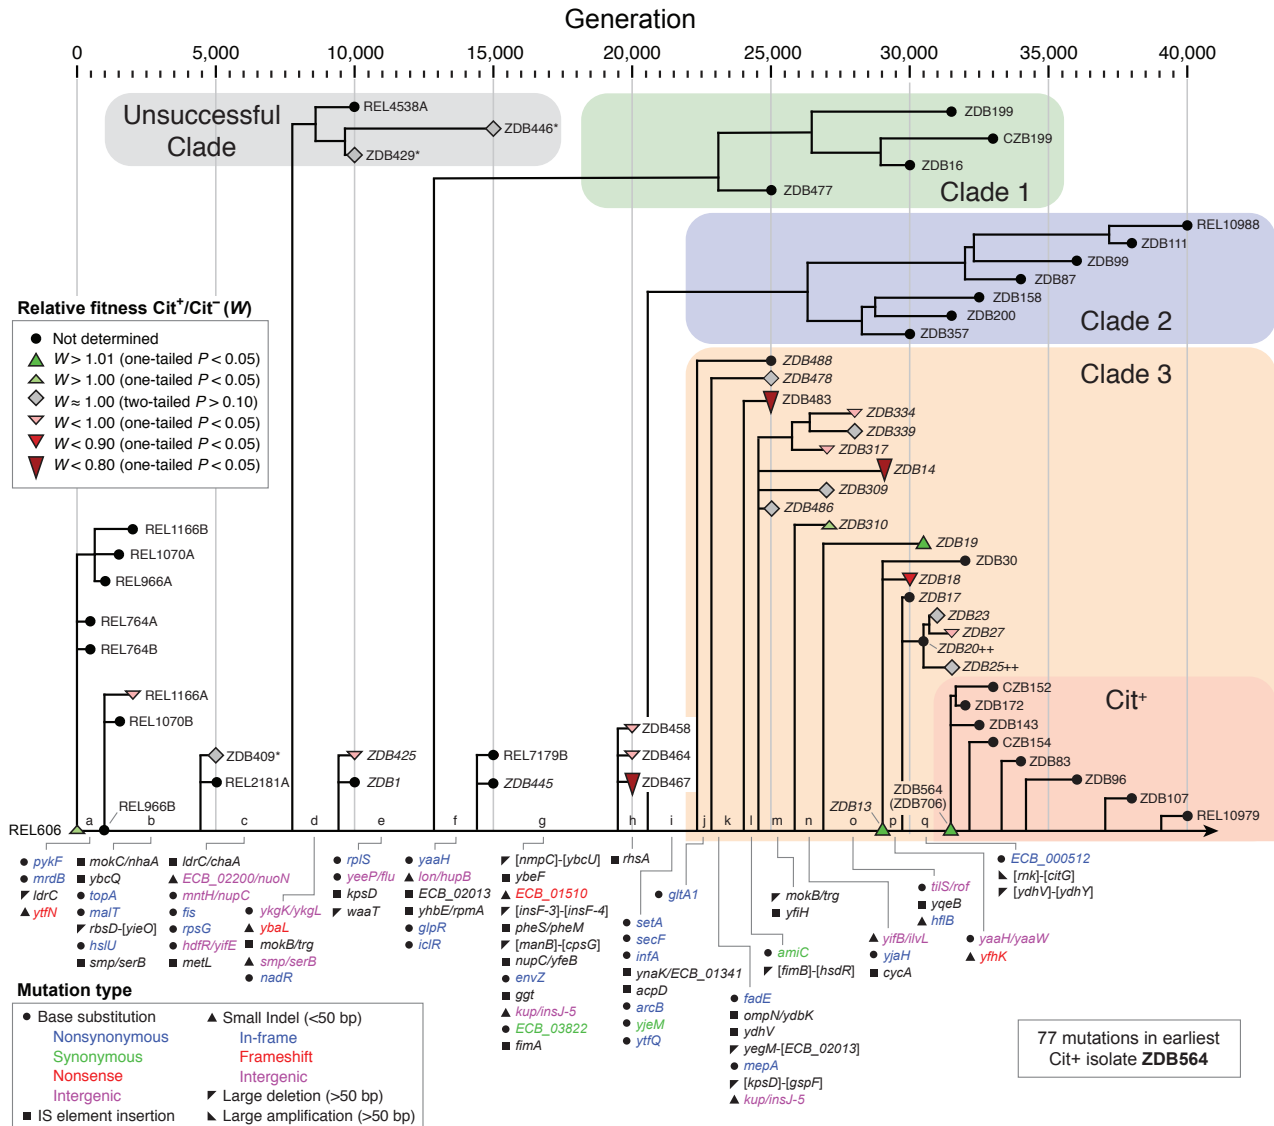 Generation
0 5,000 10,000 15,000 20,000 25,000 30,000 35,000 40,000
Unsuccessful
Clade
REL4538A
ZDB446*
ZDB429*
ZDB199
CZB199
ZDB16
ZDB477
Clade 1
REL10988
ZDB111
ZDB99
ZDB87
ZDB158
ZDB200
ZDB357
Clade 2
Relative fitness Cit⁺/Cit⁻ (W)
Not determined
W > 1.01 (one-tailed P < 0.05)
W > 1.00 (one-tailed P < 0.05)
W ≈ 1.00 (two-tailed P > 0.10)
W < 1.00 (one-tailed P < 0.05)
W < 0.90 (one-tailed P < 0.05)
W < 0.80 (one-tailed P < 0.05)
Clade 3
ZDB488
ZDB478
ZDB483
ZDB334
ZDB339
ZDB317
ZDB14
ZDB309
ZDB486
ZDB310
ZDB19
ZDB30
ZDB18
ZDB17
ZDB23
ZDB27
ZDB20++
ZDB25++
Cit⁺
CZB152
ZDB172
ZDB143
CZB154
ZDB83
ZDB96
ZDB107
REL10979
ZDB564
(ZDB706)
ZDB13
REL1166B
REL1070A
REL966A
REL764A
REL764B
REL1166A
REL1070B
ZDB409*
REL2181A
ZDB425
ZDB1
REL7179B
ZDB445
ZDB458
ZDB464
ZDB467
REL966B
REL606
a b c d e f g h i j k l m n o p q
pykF
mrdB
ldrC
ytfN
mokC/nhaA
ybcQ
topA
malT
rbsD-[yieO]
hslU
smp/serB
ldrC/chaA
ECB_02200/nuoN
mntH/nupC
fis
rpsG
hdfR/yifE
metL
ykgK/ykgL
ybaL
mokB/trg
smp/serB
nadR
rplS
yeeP/flu
kpsD
waaT
yaaH
lon/hupB
ECB_02013
yhbE/rpmA
glpR
iclR
[nmpC]-[ybcU]
ybeF
ECB_01510
[insF-3]-[insF-4]
pheS/pheM
[manB]-[cpsG]
nupC/yfeB
envZ
ggt
kup/insJ-5
ECB_03822
fimA
rhsA
setA
secF
infA
ynaK/ECB_01341
acpD
arcB
yjeM
ytfQ
gltA1
fadE
ompN/ydbK
ydhV
yegM-[ECB_02013]
mepA
[kpsD]-[gspF]
kup/insJ-5
amiC
[fimB]-[hsdR]
mokB/trg
yfiH
yifB/ilvL
yjaH
cycA
tilS/rof
yqeB
hflB
yaaH/yaaW
yfhK
ECB_000512
[rnk]-[citG]
[ydhV]-[ydhY]
Mutation type
Base substitution
Nonsynonymous
Synonymous
Nonsense
Intergenic
IS element insertion
Small Indel (<50 bp)
In-frame
Frameshift
Intergenic
Large deletion (>50 bp)
Large amplification (>50 bp)
77 mutations in earliest
Cit+ isolate ZDB564